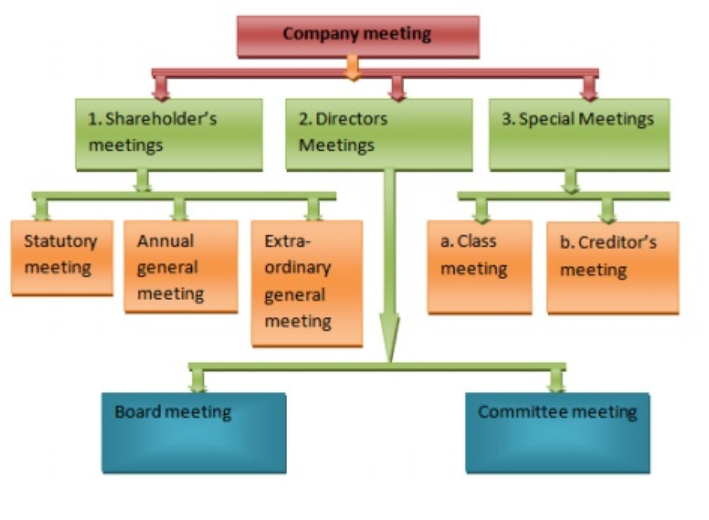 Company meeting
1. Shareholder's
meetings
2. Directors
Meetings
3. Special Meetings
Statutory
meeting
Annual
general
meeting
Extra-
ordinary
general
meeting
a. Class
meeting
b. Creditor's
meeting
Board meeting
Committee meeting